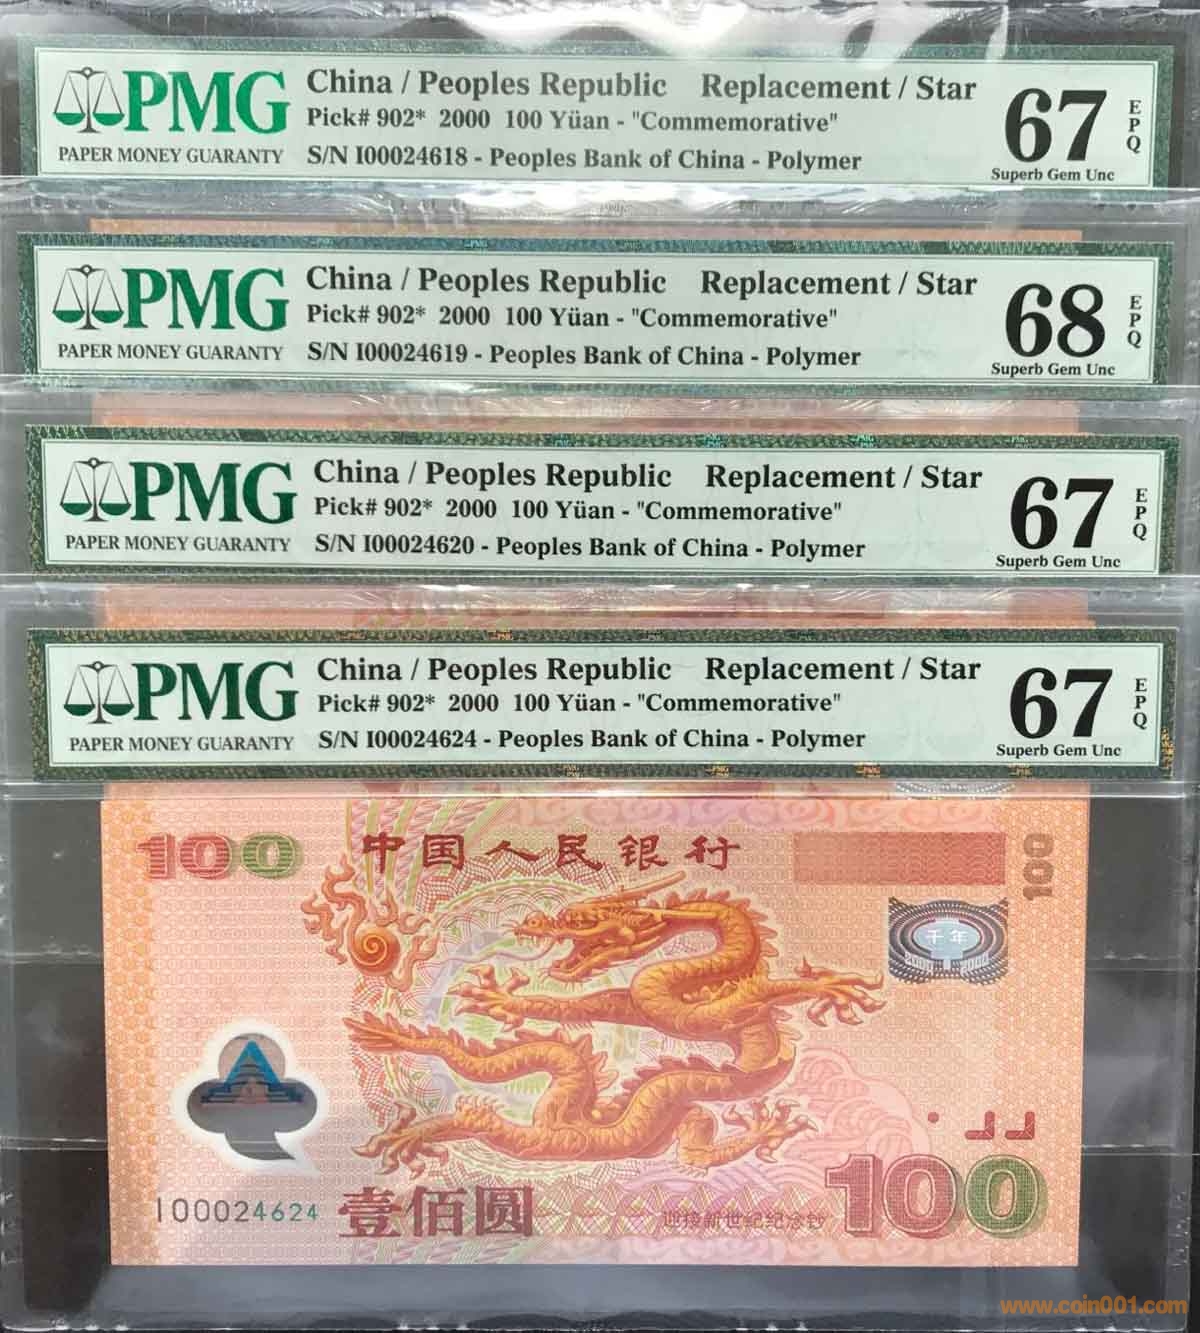 PMG
PAPER MONEY GUARANTY
China / Peoples Republic Replacement / Star
Pick# 902* 2000 100 Yüan - "Commemorative"
S/N I00024618 - Peoples Bank of China - Polymer
67
EPQ
Superb Gem Unc
PMG
PAPER MONEY GUARANTY
China / Peoples Republic Replacement / Star
Pick# 902* 2000 100 Yüan - "Commemorative"
S/N I00024619 - Peoples Bank of China - Polymer
68
EPQ
Superb Gem Unc
PMG
PAPER MONEY GUARANTY
China / Peoples Republic Replacement / Star
Pick# 902* 2000 100 Yüan - "Commemorative"
S/N I00024620 - Peoples Bank of China - Polymer
67
EPQ
Superb Gem Unc
PMG
PAPER MONEY GUARANTY
China / Peoples Republic Replacement / Star
Pick# 902* 2000 100 Yüan - "Commemorative"
S/N I00024624 - Peoples Bank of China - Polymer
67
EPQ
Superb Gem Unc
100
中国人民银行
100
千年
I00024624
壹佰圆
迎接新世纪纪念钞
100
www.coin001.com